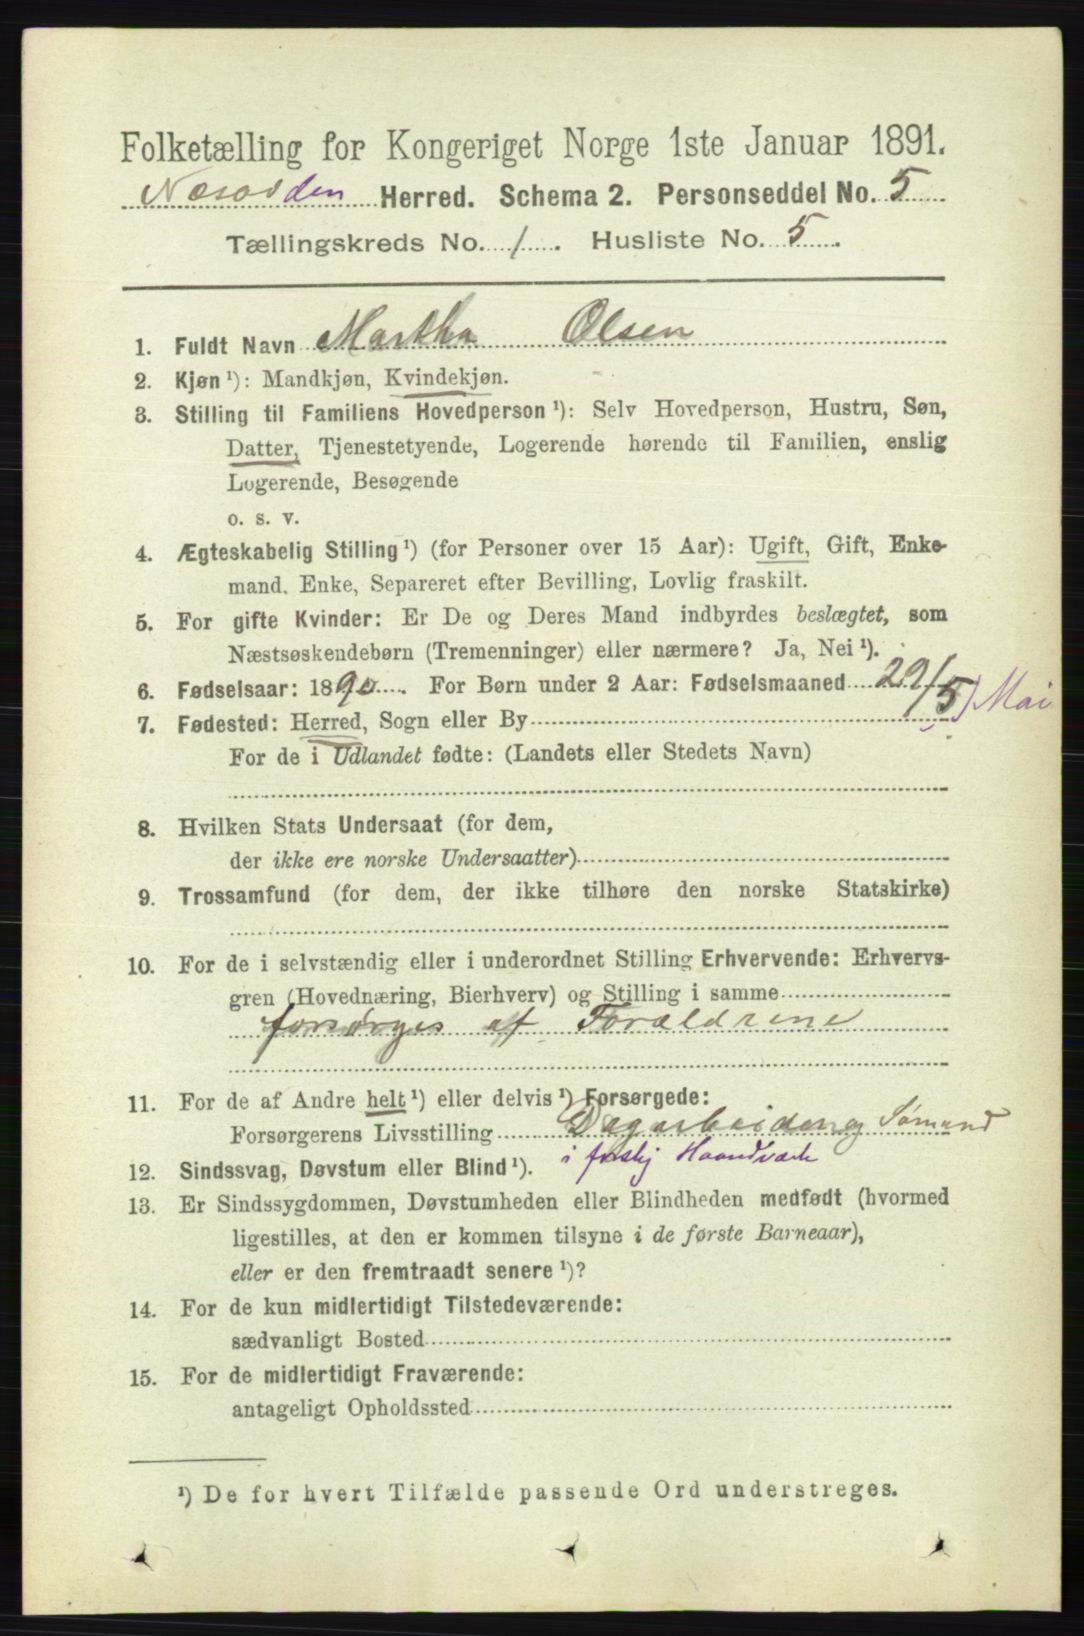 Folketælling for Kongeriget Norge 1ste Januar 1891.
Næsodden Herred. Schema 2. Personseddel No. 5
Tællingskreds No. 1. Husliste No. 5.
1. Fuldt Navn Martha Olsen
2. Kjøn ¹): Mandkjøn, Kvindekjøn.
3. Stilling til Familiens Hovedperson ¹): Selv Hovedperson, Hustru, Søn,
Datter, Tjenestetyende, Logerende hørende til Familien, enslig
Logerende, Besøgende
o. s. v.
4. Ægteskabelig Stilling ¹) (for Personer over 15 Aar): Ugift, Gift, Enke-
mand, Enke, Separeret efter Bevilling, Lovlig fraskilt.
5. For gifte Kvinder: Er De og Deres Mand indbyrdes beslægtet, som
Næstsøskendebørn (Tremenninger) eller nærmere? Ja, Nei ¹).
6. Fødselsaar: 1890. For Børn under 2 Aar: Fødselsmaaned 29/5) Mai
7. Fødested: Herred, Sogn eller By
For de i Udlandet fødte: (Landets eller Stedets Navn)
8. Hvilken Stats Undersaat (for dem,
der ikke ere norske Undersaatter)
9. Trossamfund (for dem, der ikke tilhøre den norske Statskirke)
10. For de i selvstændig eller i underordnet Stilling Erhvervende: Erhvervs-
gren (Hovednæring, Bierhverv) og Stilling i samme
forsørges af Forældrene
11. For de af Andre helt ¹) eller delvis ¹) Forsørgede:
Forsørgerens Livsstilling Dagarbeider og Sømand
i forskj Haandværk
12. Sindssvag, Døvstum eller Blind ¹).
13. Er Sindssygdommen, Døvstumheden eller Blindheden medfødt (hvormed
ligestilles, at den er kommen tilsyne i de første Barneaar),
eller er den fremtraadt senere ¹)?
14. For de kun midlertidigt Tilstedeværende:
sædvanligt Bosted
15. For de midlertidigt Fraværende:
antageligt Opholdssted
¹) De for hvert Tilfælde passende Ord understreges.